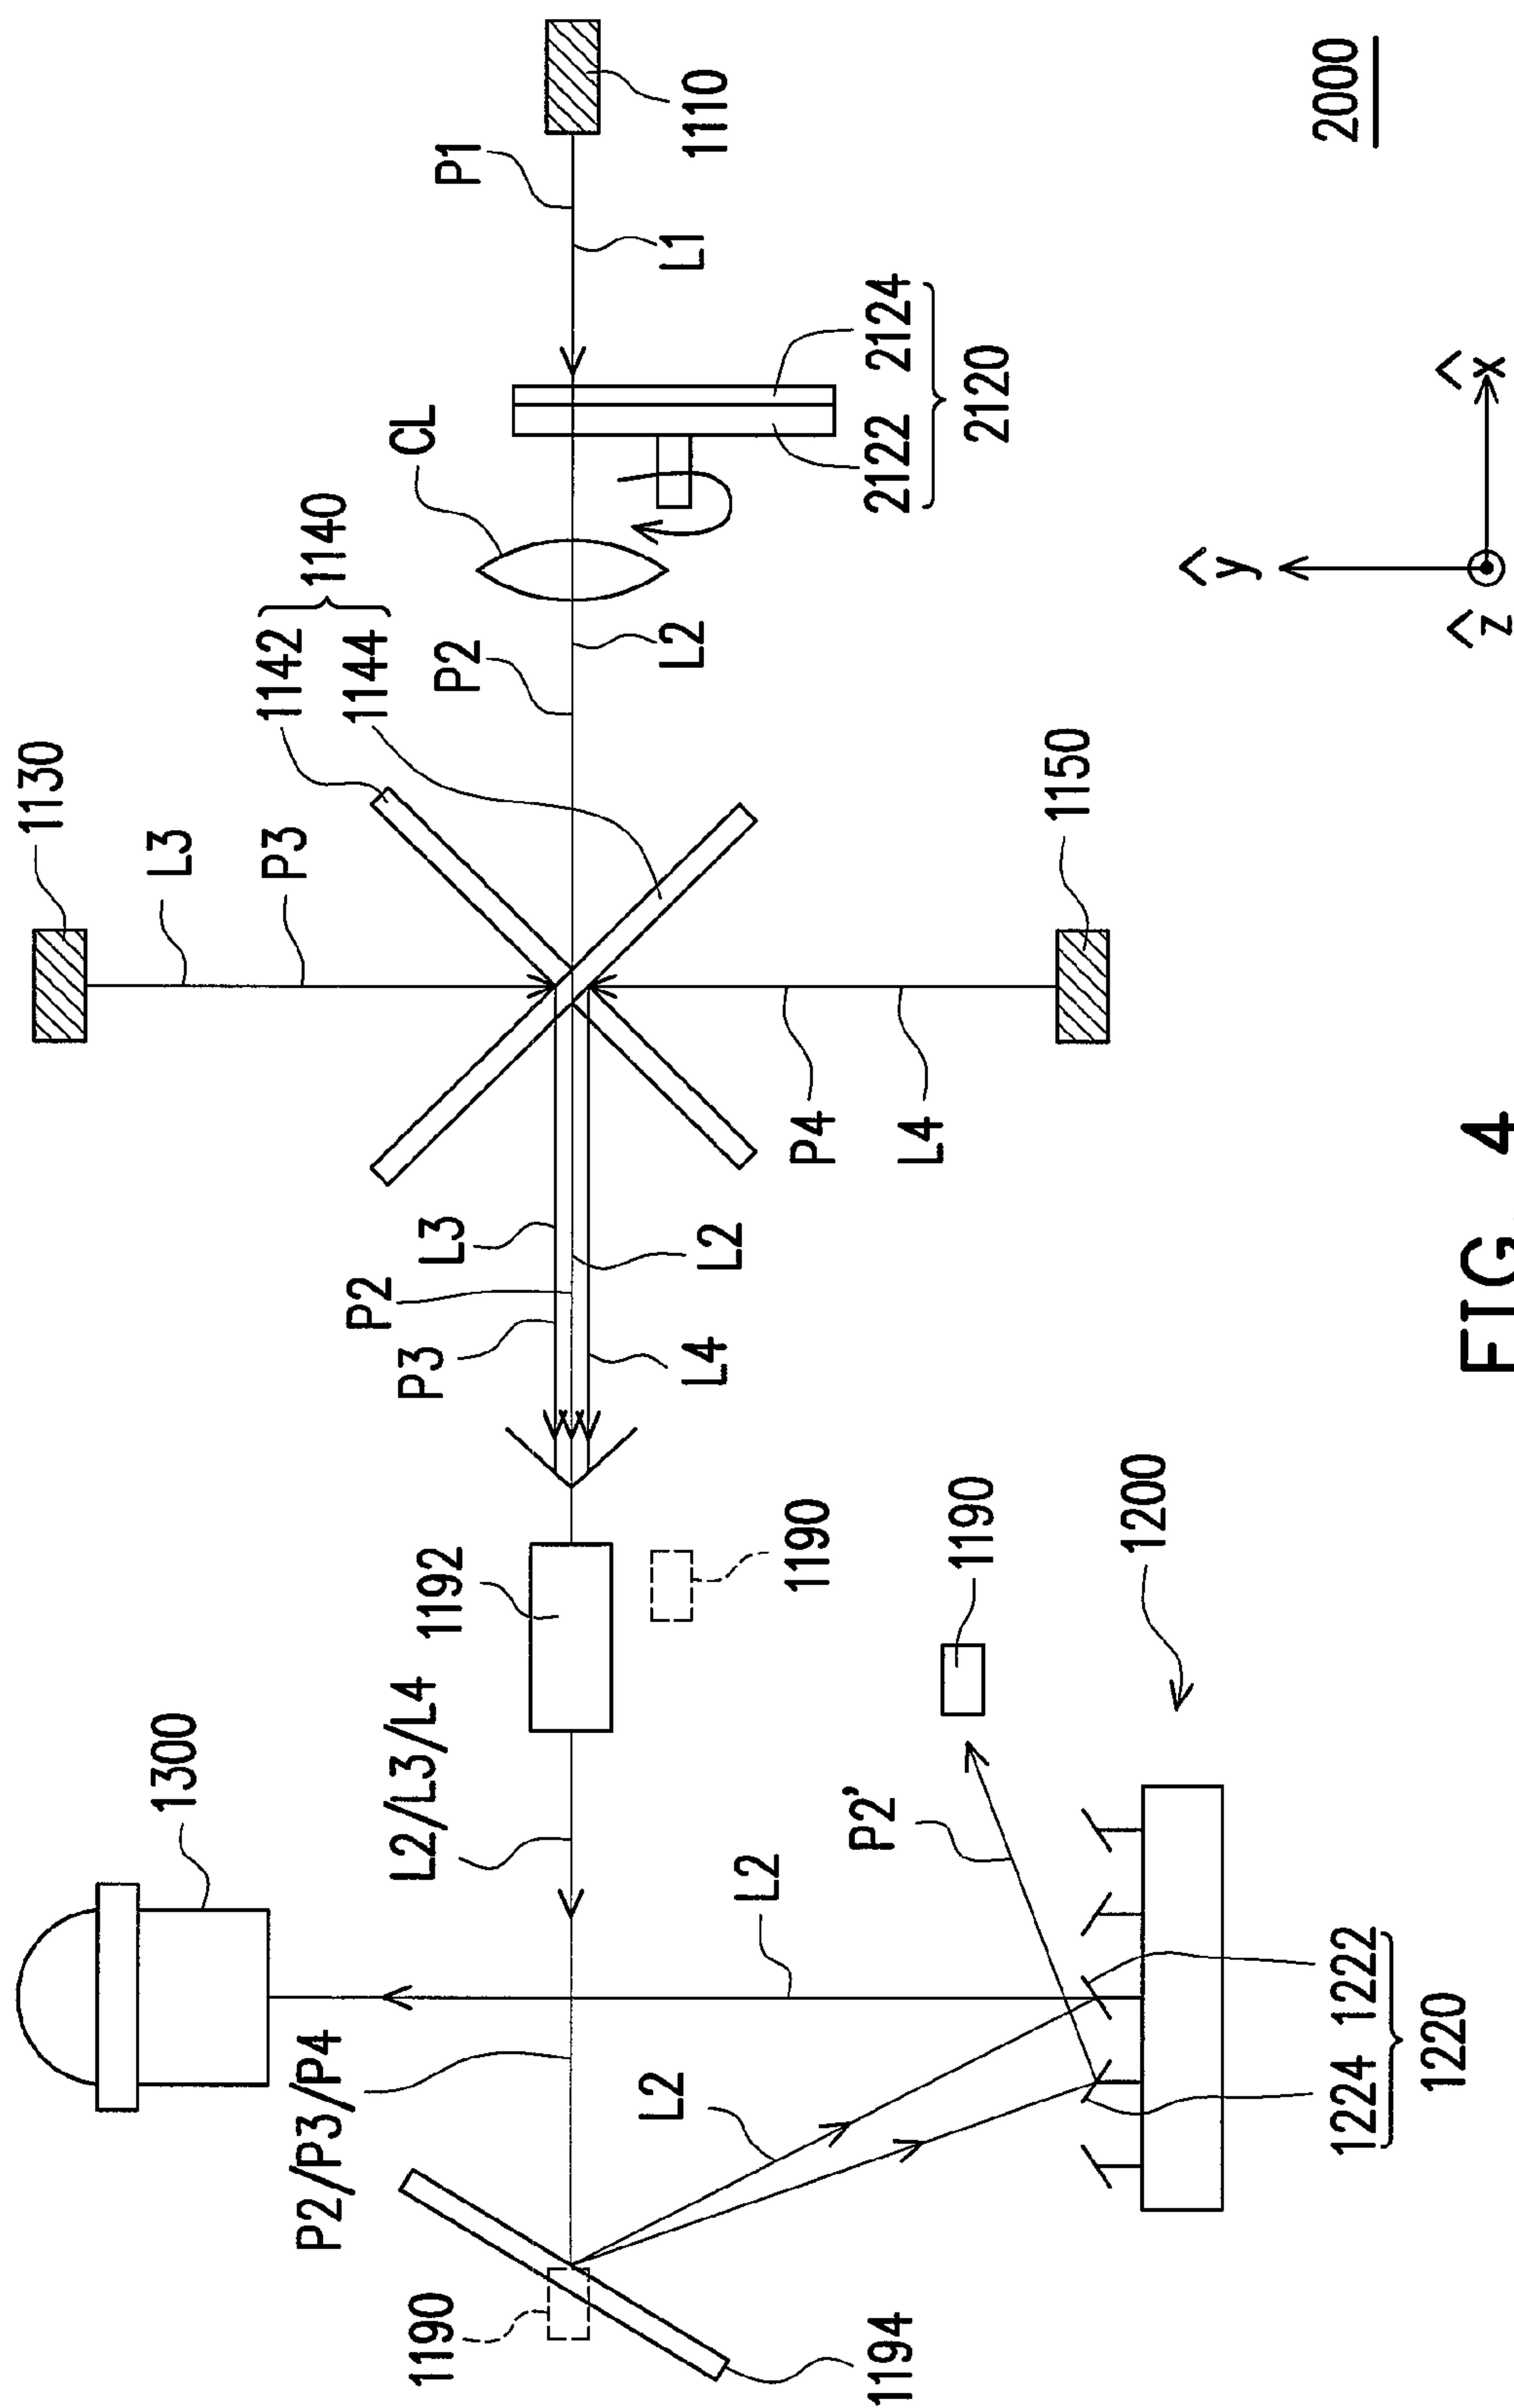 1130
L3
P3
1142
1144
1140
CL
P1
1110
L1
2122 2124
2120
P2
L2
1150
P4
L4
L3
P2
P3
L2
L4
1192
1190
1190
1200
1300
L2/L3/L4
P2/P3/P4
L2
P2'
L2
1224 1222
1220
1190
1194
ŷ
x̂
ẑ
2000
FIG. 4